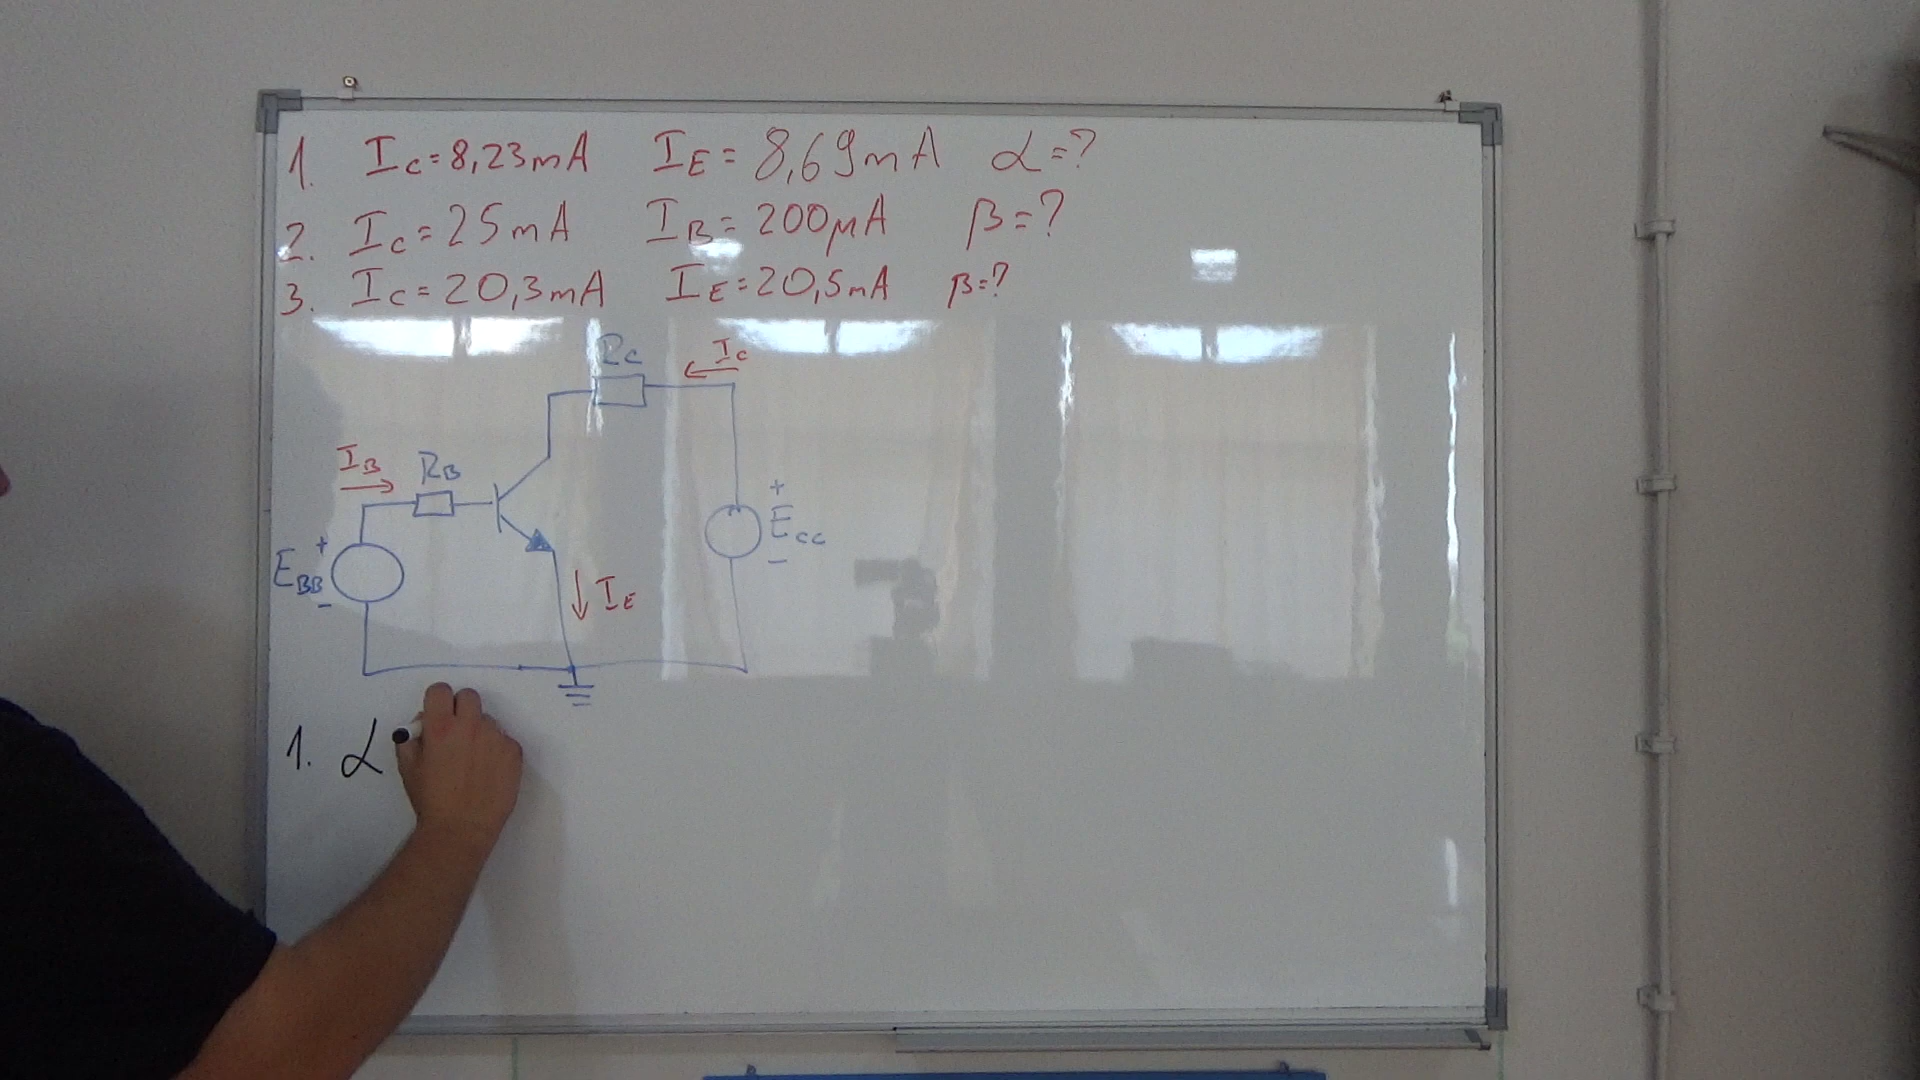 1. IC=8,23mA IE=8,69mA α=?
2. IC=25mA IB=200μA β=?
3. IC=20,3mA IE=20,5mA β=?
RC IC
IB RB
+ ECC -
EBB + -
IE
1. α